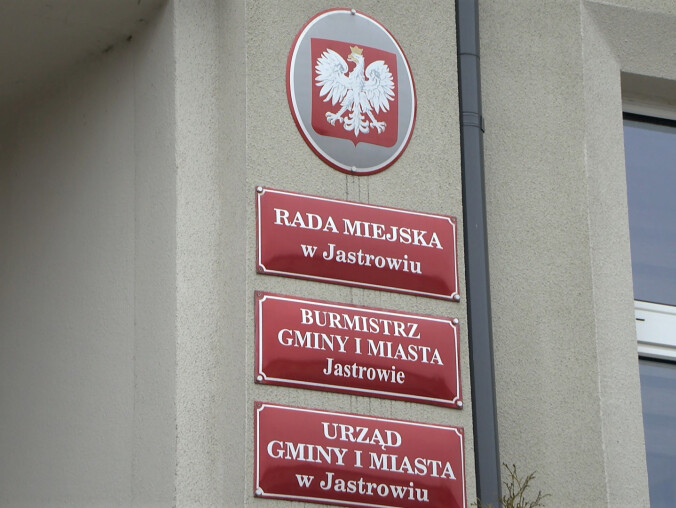 RADA MIEJSKA
w Jastrowiu
BURMISTRZ
GMINY I MIASTA
Jastrowie
URZĄD
GMINY I MIASTA
w Jastrowiu